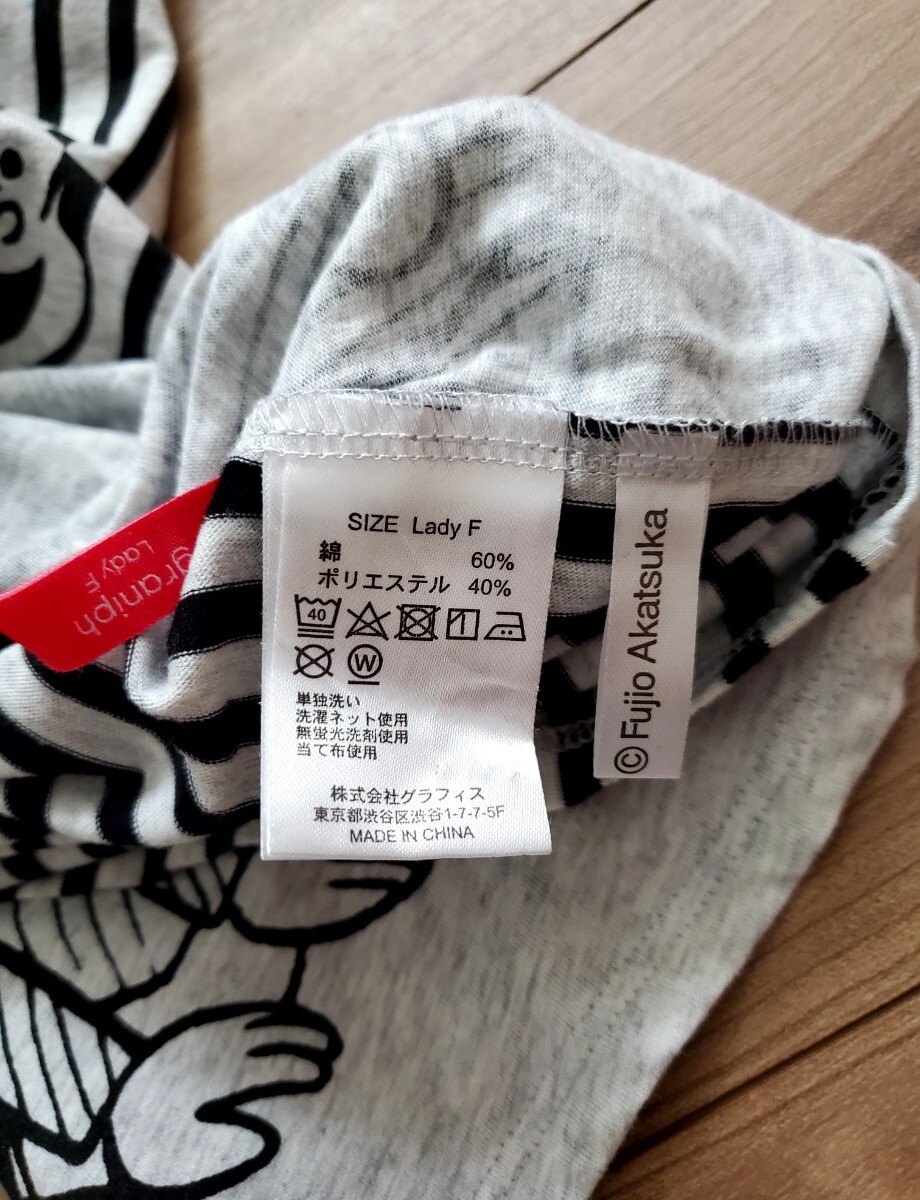 SIZE Lady F
綿 60%
ポリエステル 40%
40
W
単独洗い
洗濯ネット使用
無蛍光洗剤使用
当て布使用
株式会社グラフィス
東京都渋谷区渋谷1-7-7-5F
MADE IN CHINA
© Fujio Akatsuka
graniph
Lady F